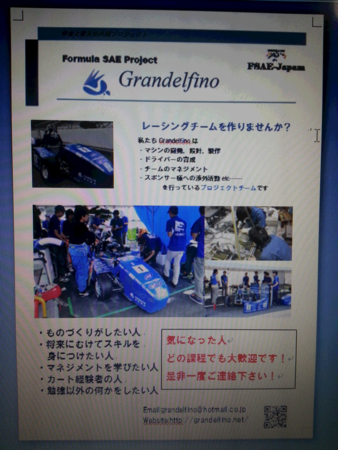 Formula SAE Project
Grandelfino
FSAE-Japan
レーシングチームを作りませんか？
私たち Grandelfino は
・マシンの開発、設計、製作
・ドライバーの育成
・チームのマネジメント
・スポンサー様への渉外活動 etc……
を行っているプロジェクトチームです
・ものづくりがしたい人
・将来にむけてスキルを
身につけたい人
・マネジメントを学びたい人
・カート経験者の人
・勉強以外の何かをしたい人
気になった人
どの課程でも大歓迎です！
是非一度ご連絡下さい！
Email:grandelfino@hotmail.co.jp
Website:http://grandelfino.net/